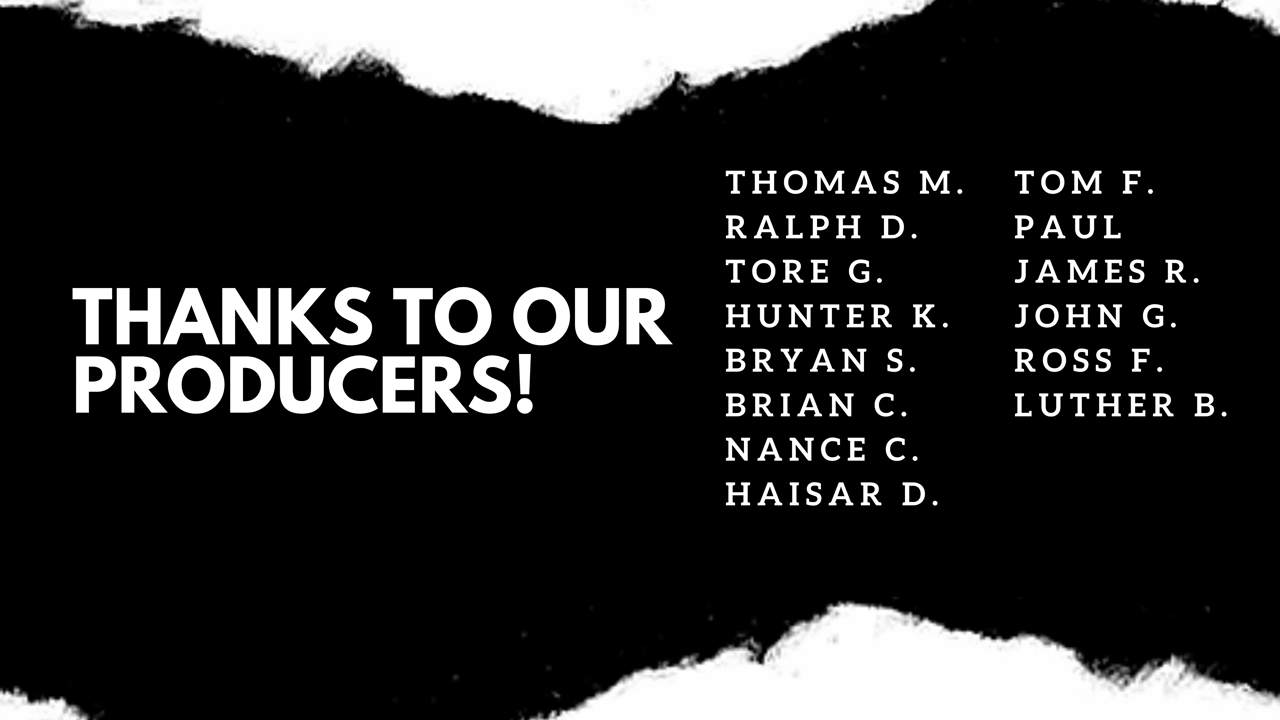 THANKS TO OUR
PRODUCERS!
THOMAS M.
RALPH D.
TORE G.
HUNTER K.
BRYAN S.
BRIAN C.
NANCE C.
HAISAR D.
TOM F.
PAUL
JAMES R.
JOHN G.
ROSS F.
LUTHER B.